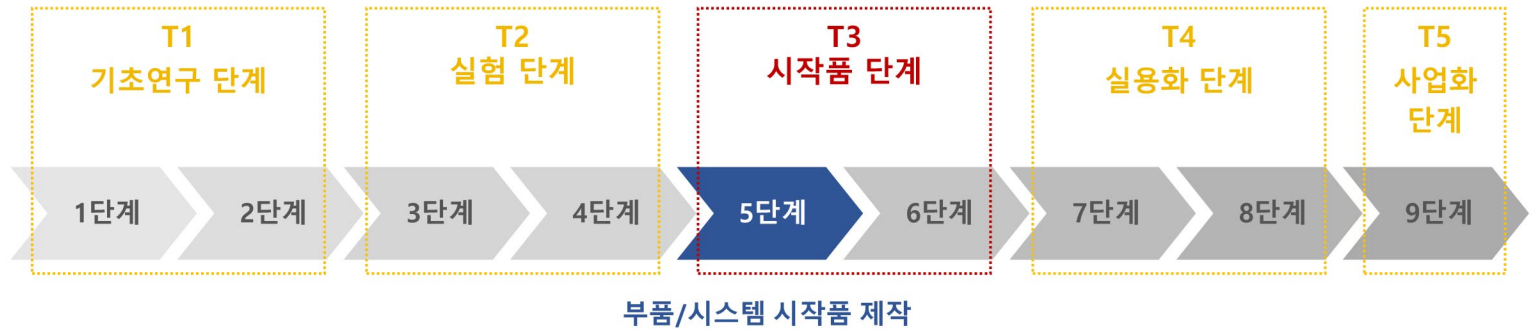 T1
기초연구 단계
T2
실험 단계
T3
시작품 단계
T4
실용화 단계
T5
사업화
단계
1단계
2단계
3단계
4단계
5단계
6단계
7단계
8단계
9단계
부품/시스템 시작품 제작